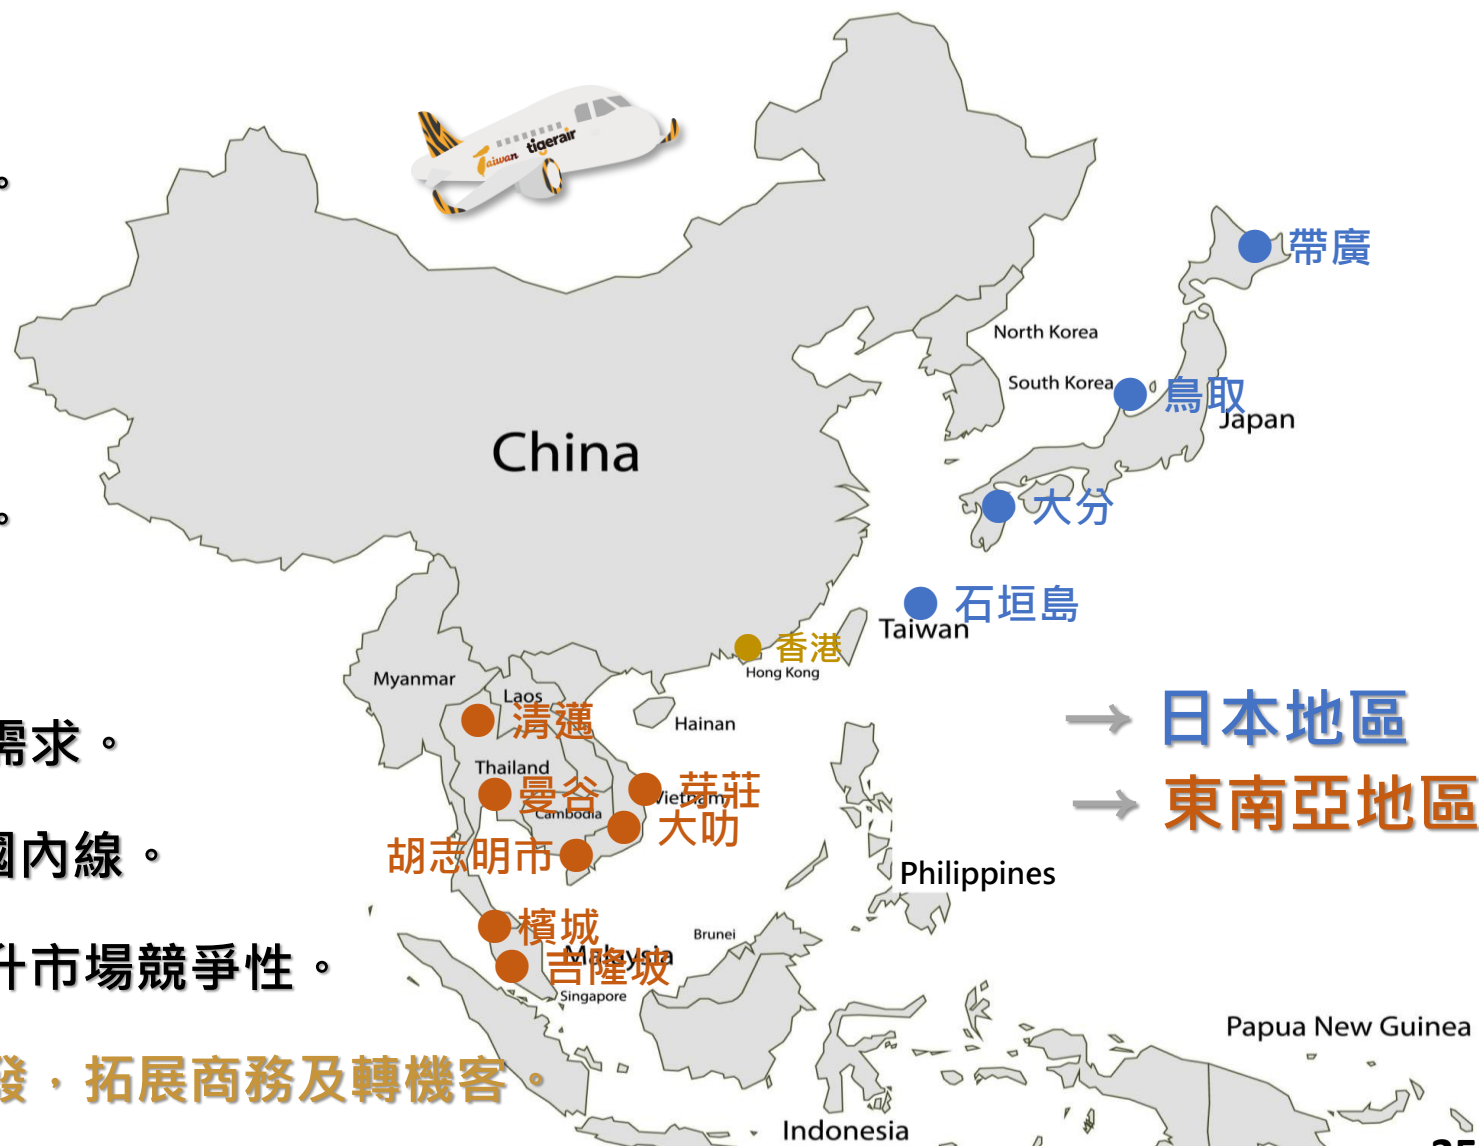 。
Taiwan tigerair
帶廣
North Korea
South Korea
鳥取
Japan
China
。
大分
石垣島
Taiwan
香港
Hong Kong
Myanmar
Laos
清邁
Hainan
→ 日本地區
需求。
Thailand
曼谷
芽莊
Vietnam
→ 東南亞地區
Cambodia
大叻
國內線。
胡志明市
Philippines
檳城
Brunei
Malaysia
升市場競爭性。
吉隆坡
Singapore
Papua New Guinea
發，拓展商務及轉機客。
Indonesia